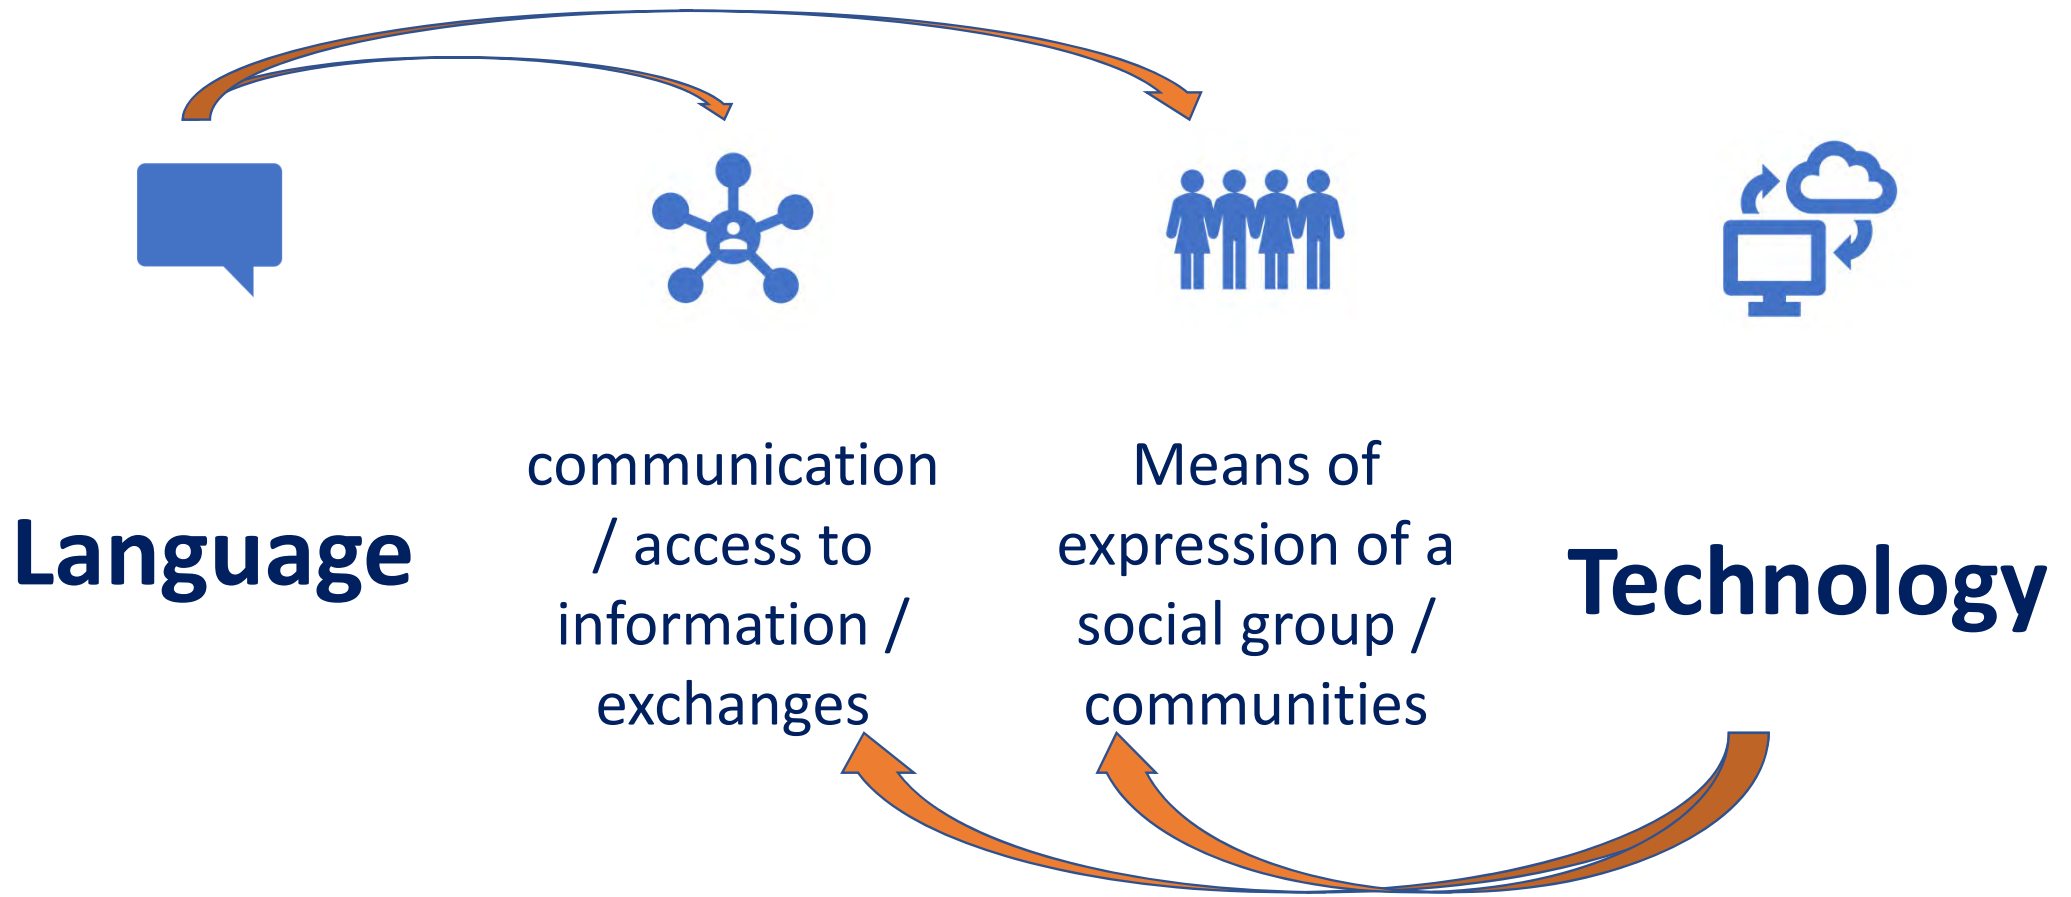 Language
communication
/ access to
information /
exchanges
Means of
expression of a
social group /
communities
Technology